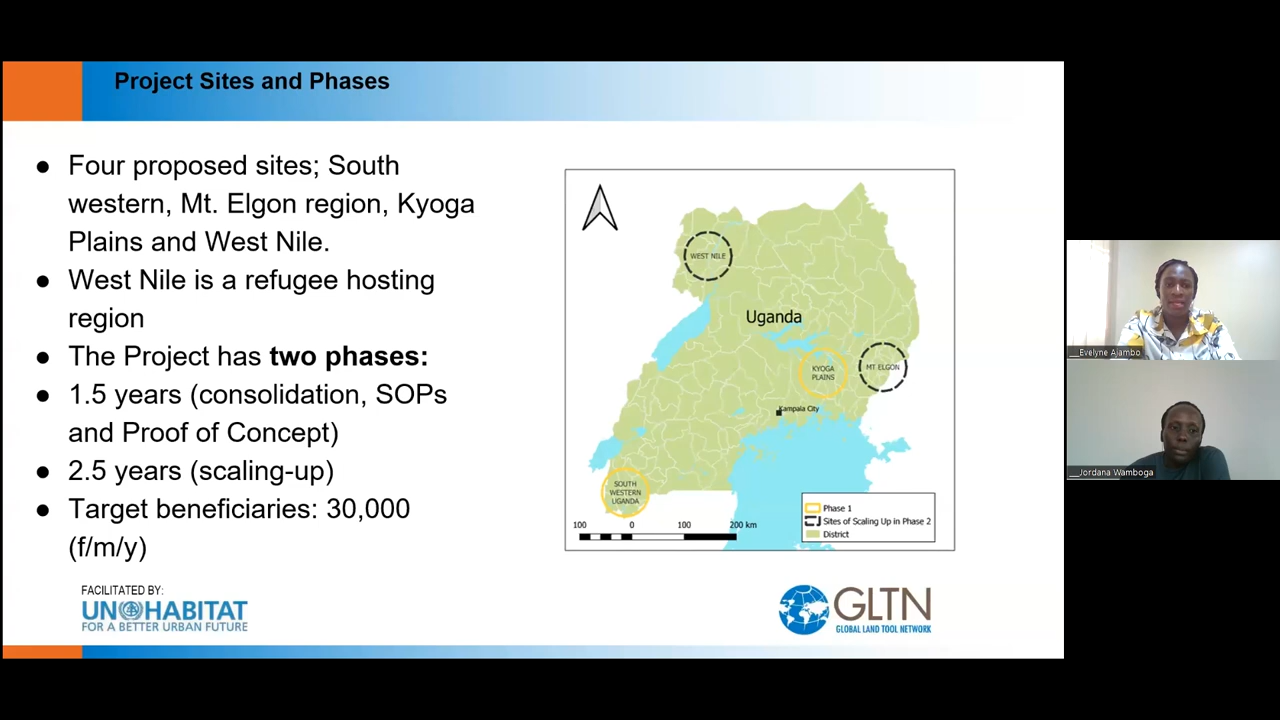 Project Sites and Phases
● Four proposed sites; South
western, Mt. Elgon region, Kyoga
Plains and West Nile.
● West Nile is a refugee hosting
region
● The Project has two phases:
● 1.5 years (consolidation, SOPs
and Proof of Concept)
● 2.5 years (scaling-up)
● Target beneficiaries: 30,000
(f/m/y)
WEST NILE
Uganda
KYOGA
PLAINS
MT ELGON
Kampala City
SOUTH
WESTERN
UGANDA
100 0 100 200 km
Phase 1
Sites of Scaling Up in Phase 2
District
FACILITATED BY:
UN HABITAT
FOR A BETTER URBAN FUTURE
GLTN
GLOBAL LAND TOOL NETWORK
__Evelyne Ajambo
__Jordana Wamboga